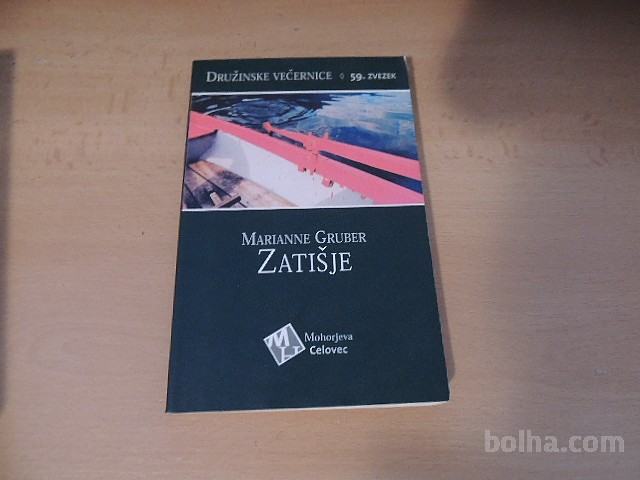 DRUŽINSKE VEČERNICE ◊ 59. ZVEZEK
MARIANNE GRUBER
ZATIŠJE
Mohorjeva
Celovec
bolha.com